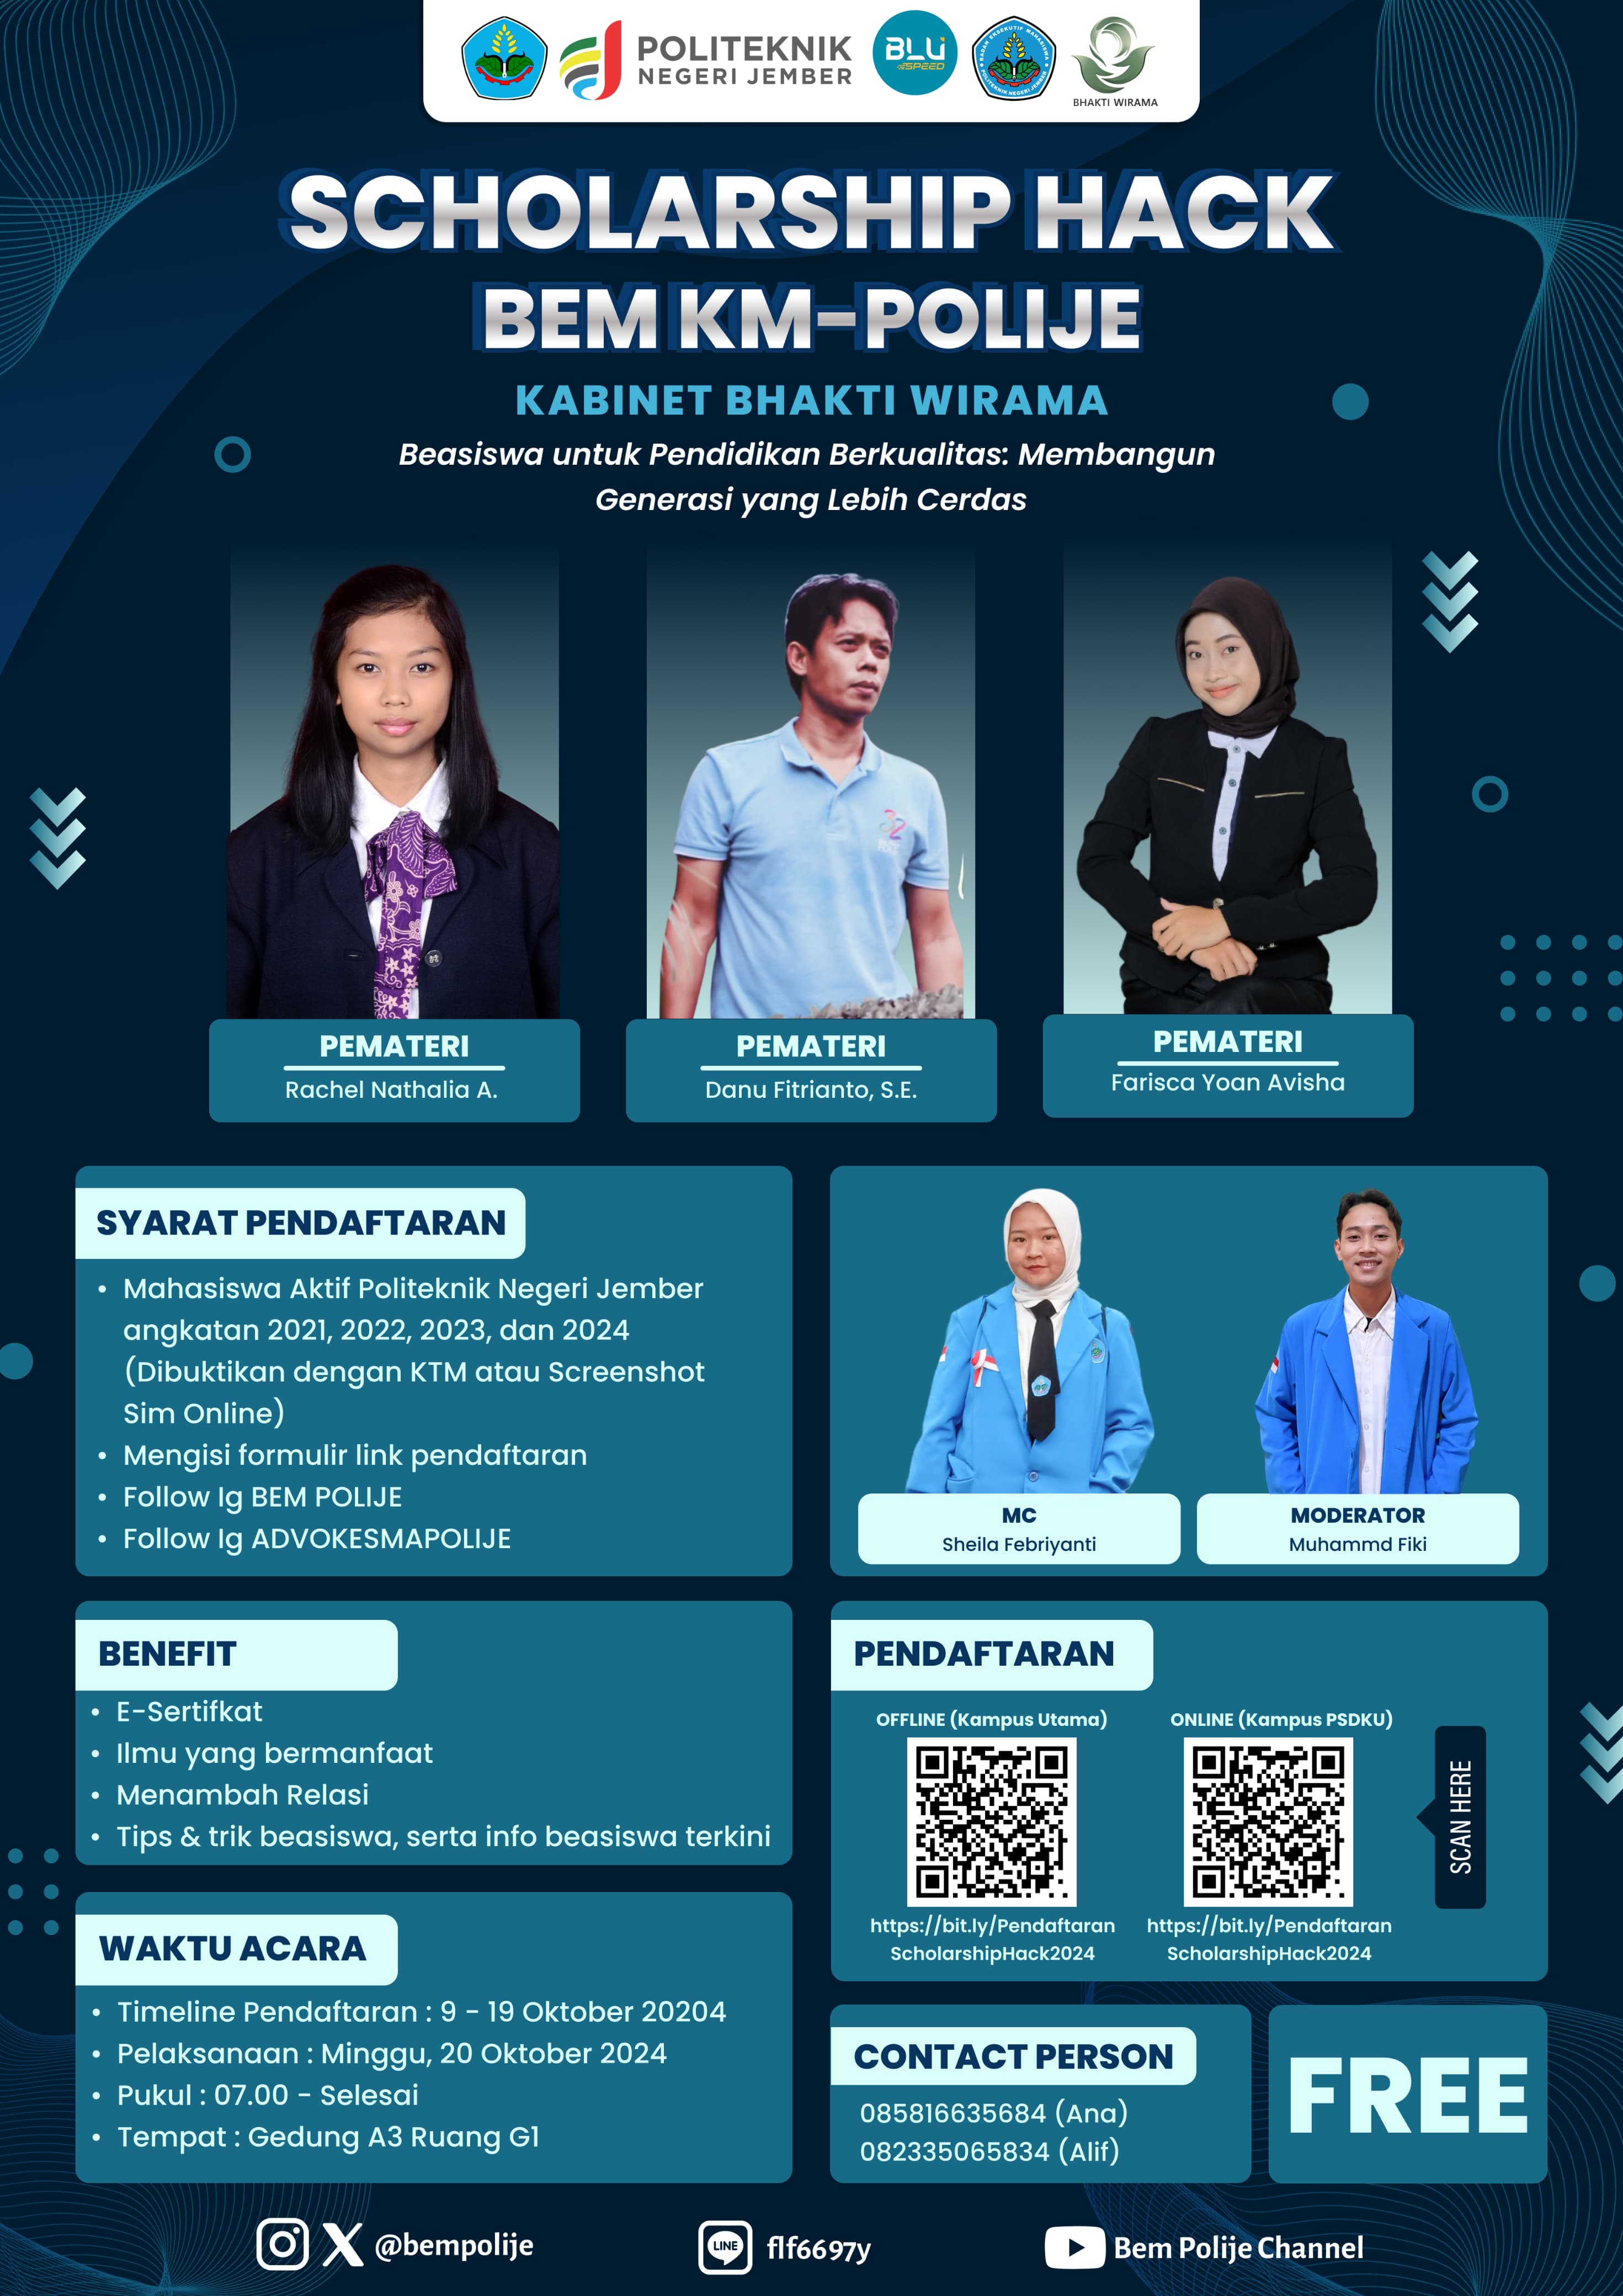 POLITEKNIK
NEGERI JEMBER
BLU
SPEED
BADAN EKSEKUTIF MAHASISWA
POLITEKNIK NEGERI JEMBER
BHAKTI WIRAMA
SCHOLARSHIP HACK
BEM KM-POLIJE
KABINET BHAKTI WIRAMA
Beasiswa untuk Pendidikan Berkualitas: Membangun
Generasi yang Lebih Cerdas
PEMATERI
Rachel Nathalia A.
PEMATERI
Danu Fitrianto, S.E.
PEMATERI
Farisca Yoan Avisha
SYARAT PENDAFTARAN
• Mahasiswa Aktif Politeknik Negeri Jember
angkatan 2021, 2022, 2023, dan 2024
(Dibuktikan dengan KTM atau Screenshot
Sim Online)
• Mengisi formulir link pendaftaran
• Follow Ig BEM POLIJE
• Follow Ig ADVOKESMAPOLIJE
MC
Sheila Febriyanti
MODERATOR
Muhammd Fiki
BENEFIT
• E-Sertifkat
• Ilmu yang bermanfaat
• Menambah Relasi
• Tips & trik beasiswa, serta info beasiswa terkini
PENDAFTARAN
OFFLINE (Kampus Utama)
https://bit.ly/Pendaftaran
ScholarshipHack2024
ONLINE (Kampus PSDKU)
https://bit.ly/Pendaftaran
ScholarshipHack2024
SCAN HERE
WAKTU ACARA
• Timeline Pendaftaran : 9 - 19 Oktober 20204
• Pelaksanaan : Minggu, 20 Oktober 2024
• Pukul : 07.00 - Selesai
• Tempat : Gedung A3 Ruang G1
CONTACT PERSON
085816635684 (Ana)
082335065834 (Alif)
FREE
@bempolije
LINE
flf6697y
Bem Polije Channel